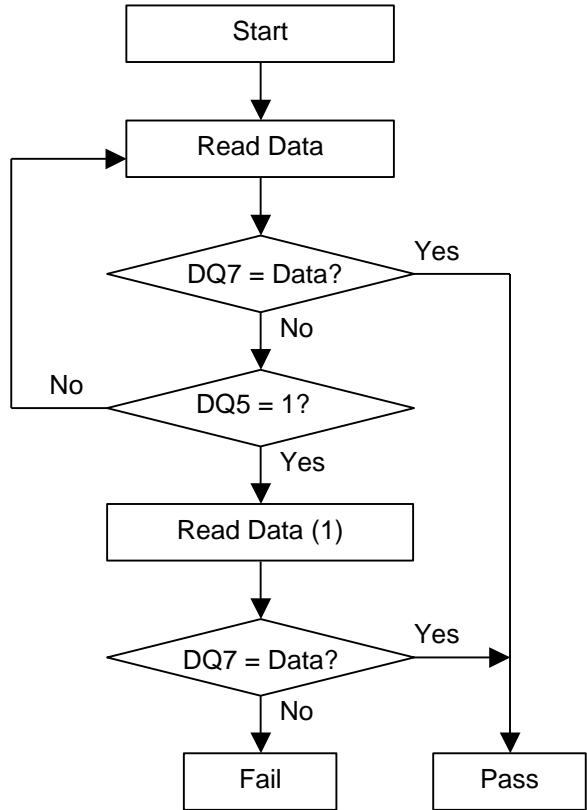 Start
Read Data
DQ7 = Data?
Yes
No
DQ5 = 1?
No
Yes
Read Data (1)
DQ7 = Data?
Yes
No
Fail
Pass